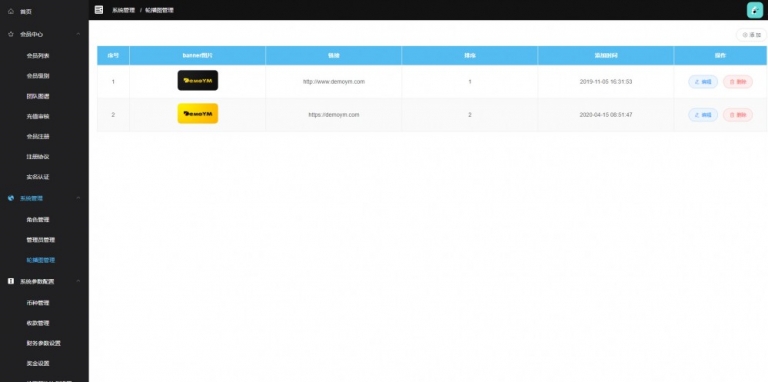 首页
系统管理 / 轮播图管理
会员中心
会员列表
会员级别
团队图谱
充值审核
会员注册
注册协议
实名认证
系统管理
角色管理
管理员管理
轮播图管理
系统参数配置
币种管理
收款管理
财务参数设置
奖金设置
添加
序号 banner图片 链接 排序 添加时间 操作
1 DemoYM http://www.demoym.com 1 2019-11-05 16:51:53 编辑 删除
2 DemoYM https://demoym.com 2 2020-04-15 08:51:47 编辑 删除